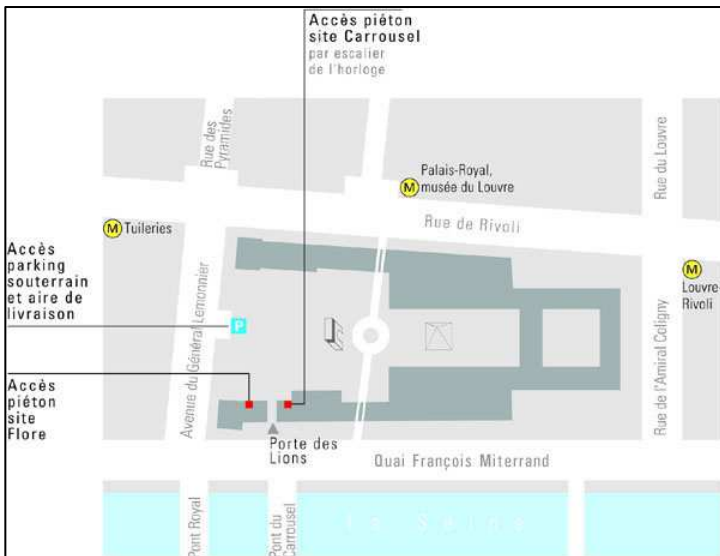 Accès piéton
site Carrousel
par escalier
de l'horloge
Rue des
Pyramides
Rue du Louvre
M
Palais-Royal,
musée du Louvre
Rue de Rivoli
M
Tuileries
Accès
parking
souterrain
et aire de
livraison
P
Avenue du Général Lemonnier
M
Louvre-
Rivoli
Rue de l'Amiral Coligny
Accès
piéton
site
Flore
Porte des
Lions
Quai François Miterrand
Pont Royal
Pont du
Carrousel
la Seine